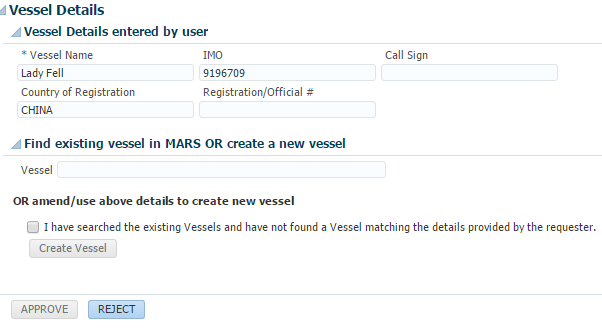 Vessel Details
Vessel Details entered by user
* Vessel Name IMO Call Sign
Lady Fell 9196709
Country of Registration Registration/Official #
CHINA
Find existing vessel in MARS OR create a new vessel
Vessel
OR amend/use above details to create new vessel
I have searched the existing Vessels and have not found a Vessel matching the details provided by the requester.
Create Vessel
APPROVE REJECT